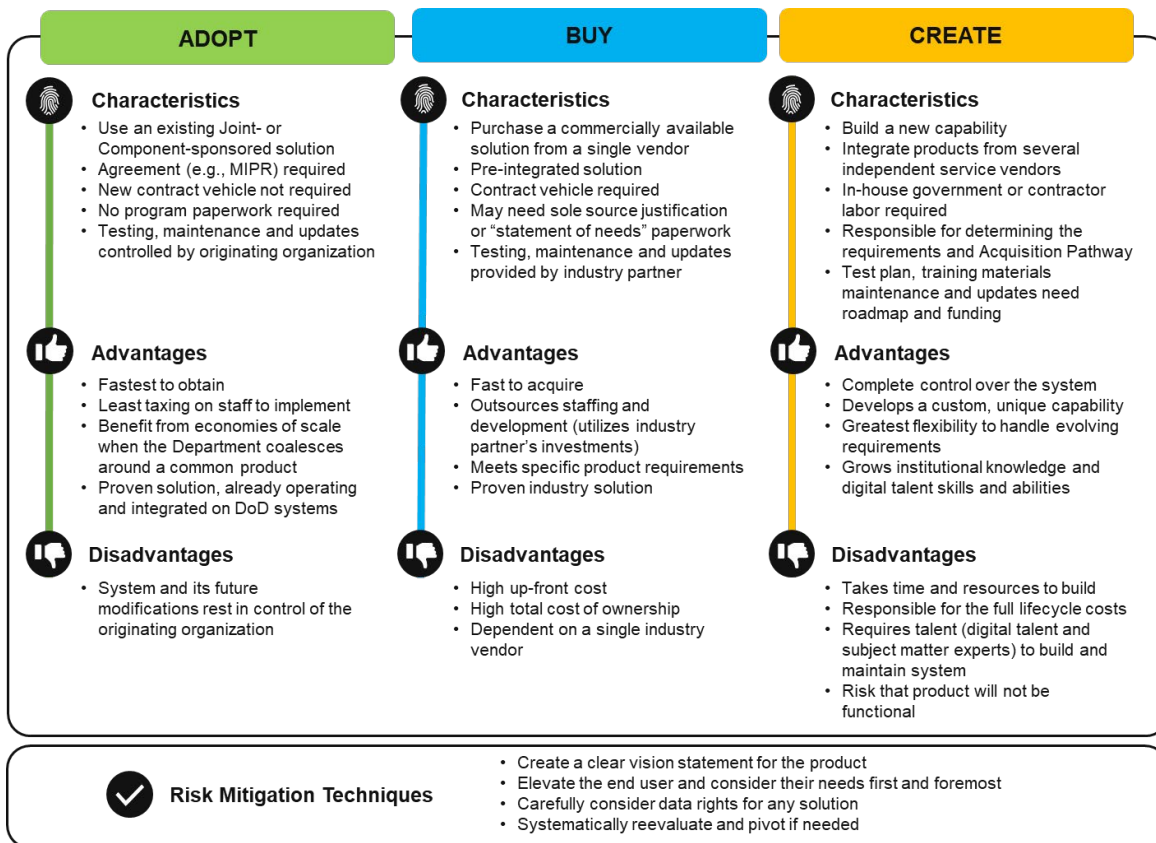 ADOPT
Characteristics
• Use an existing Joint- or
Component-sponsored solution
• Agreement (e.g., MIPR) required
• New contract vehicle not required
• No program paperwork required
• Testing, maintenance and updates
controlled by originating organization
Advantages
• Fastest to obtain
• Least taxing on staff to implement
• Benefit from economies of scale
when the Department coalesces
around a common product
• Proven solution, already operating
and integrated on DoD systems
Disadvantages
• System and its future
modifications rest in control of the
originating organization
BUY
Characteristics
• Purchase a commercially available
solution from a single vendor
• Pre-integrated solution
• Contract vehicle required
• May need sole source justification
or “statement of needs” paperwork
• Testing, maintenance and updates
provided by industry partner
Advantages
• Fast to acquire
• Outsources staffing and
development (utilizes industry
partner’s investments)
• Meets specific product requirements
• Proven industry solution
Disadvantages
• High up-front cost
• High total cost of ownership
• Dependent on a single industry
vendor
CREATE
Characteristics
• Build a new capability
• Integrate products from several
independent service vendors
• In-house government or contractor
labor required
• Responsible for determining the
requirements and Acquisition Pathway
• Test plan, training materials
maintenance and updates need
roadmap and funding
Advantages
• Complete control over the system
• Develops a custom, unique capability
• Greatest flexibility to handle evolving
requirements
• Grows institutional knowledge and
digital talent skills and abilities
Disadvantages
• Takes time and resources to build
• Responsible for the full lifecycle costs
• Requires talent (digital talent and
subject matter experts) to build and
maintain system
• Risk that product will not be
functional
Risk Mitigation Techniques
• Create a clear vision statement for the product
• Elevate the end user and consider their needs first and foremost
• Carefully consider data rights for any solution
• Systematically reevaluate and pivot if needed